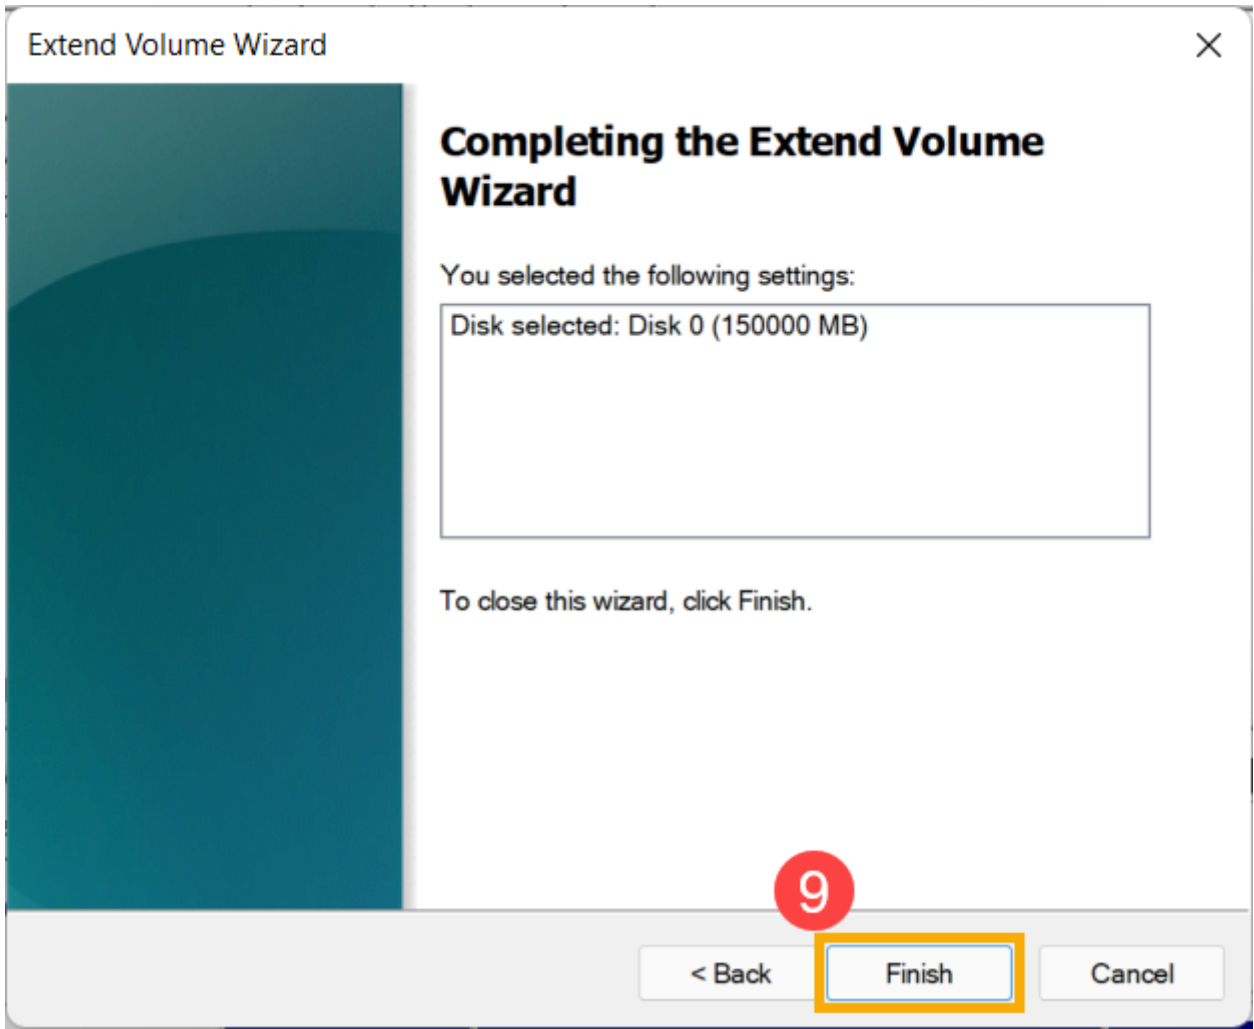 Extend Volume Wizard
Completing the Extend Volume
Wizard
You selected the following settings:
Disk selected: Disk 0 (150000 MB)
To close this wizard, click Finish.
9
< Back
Finish
Cancel